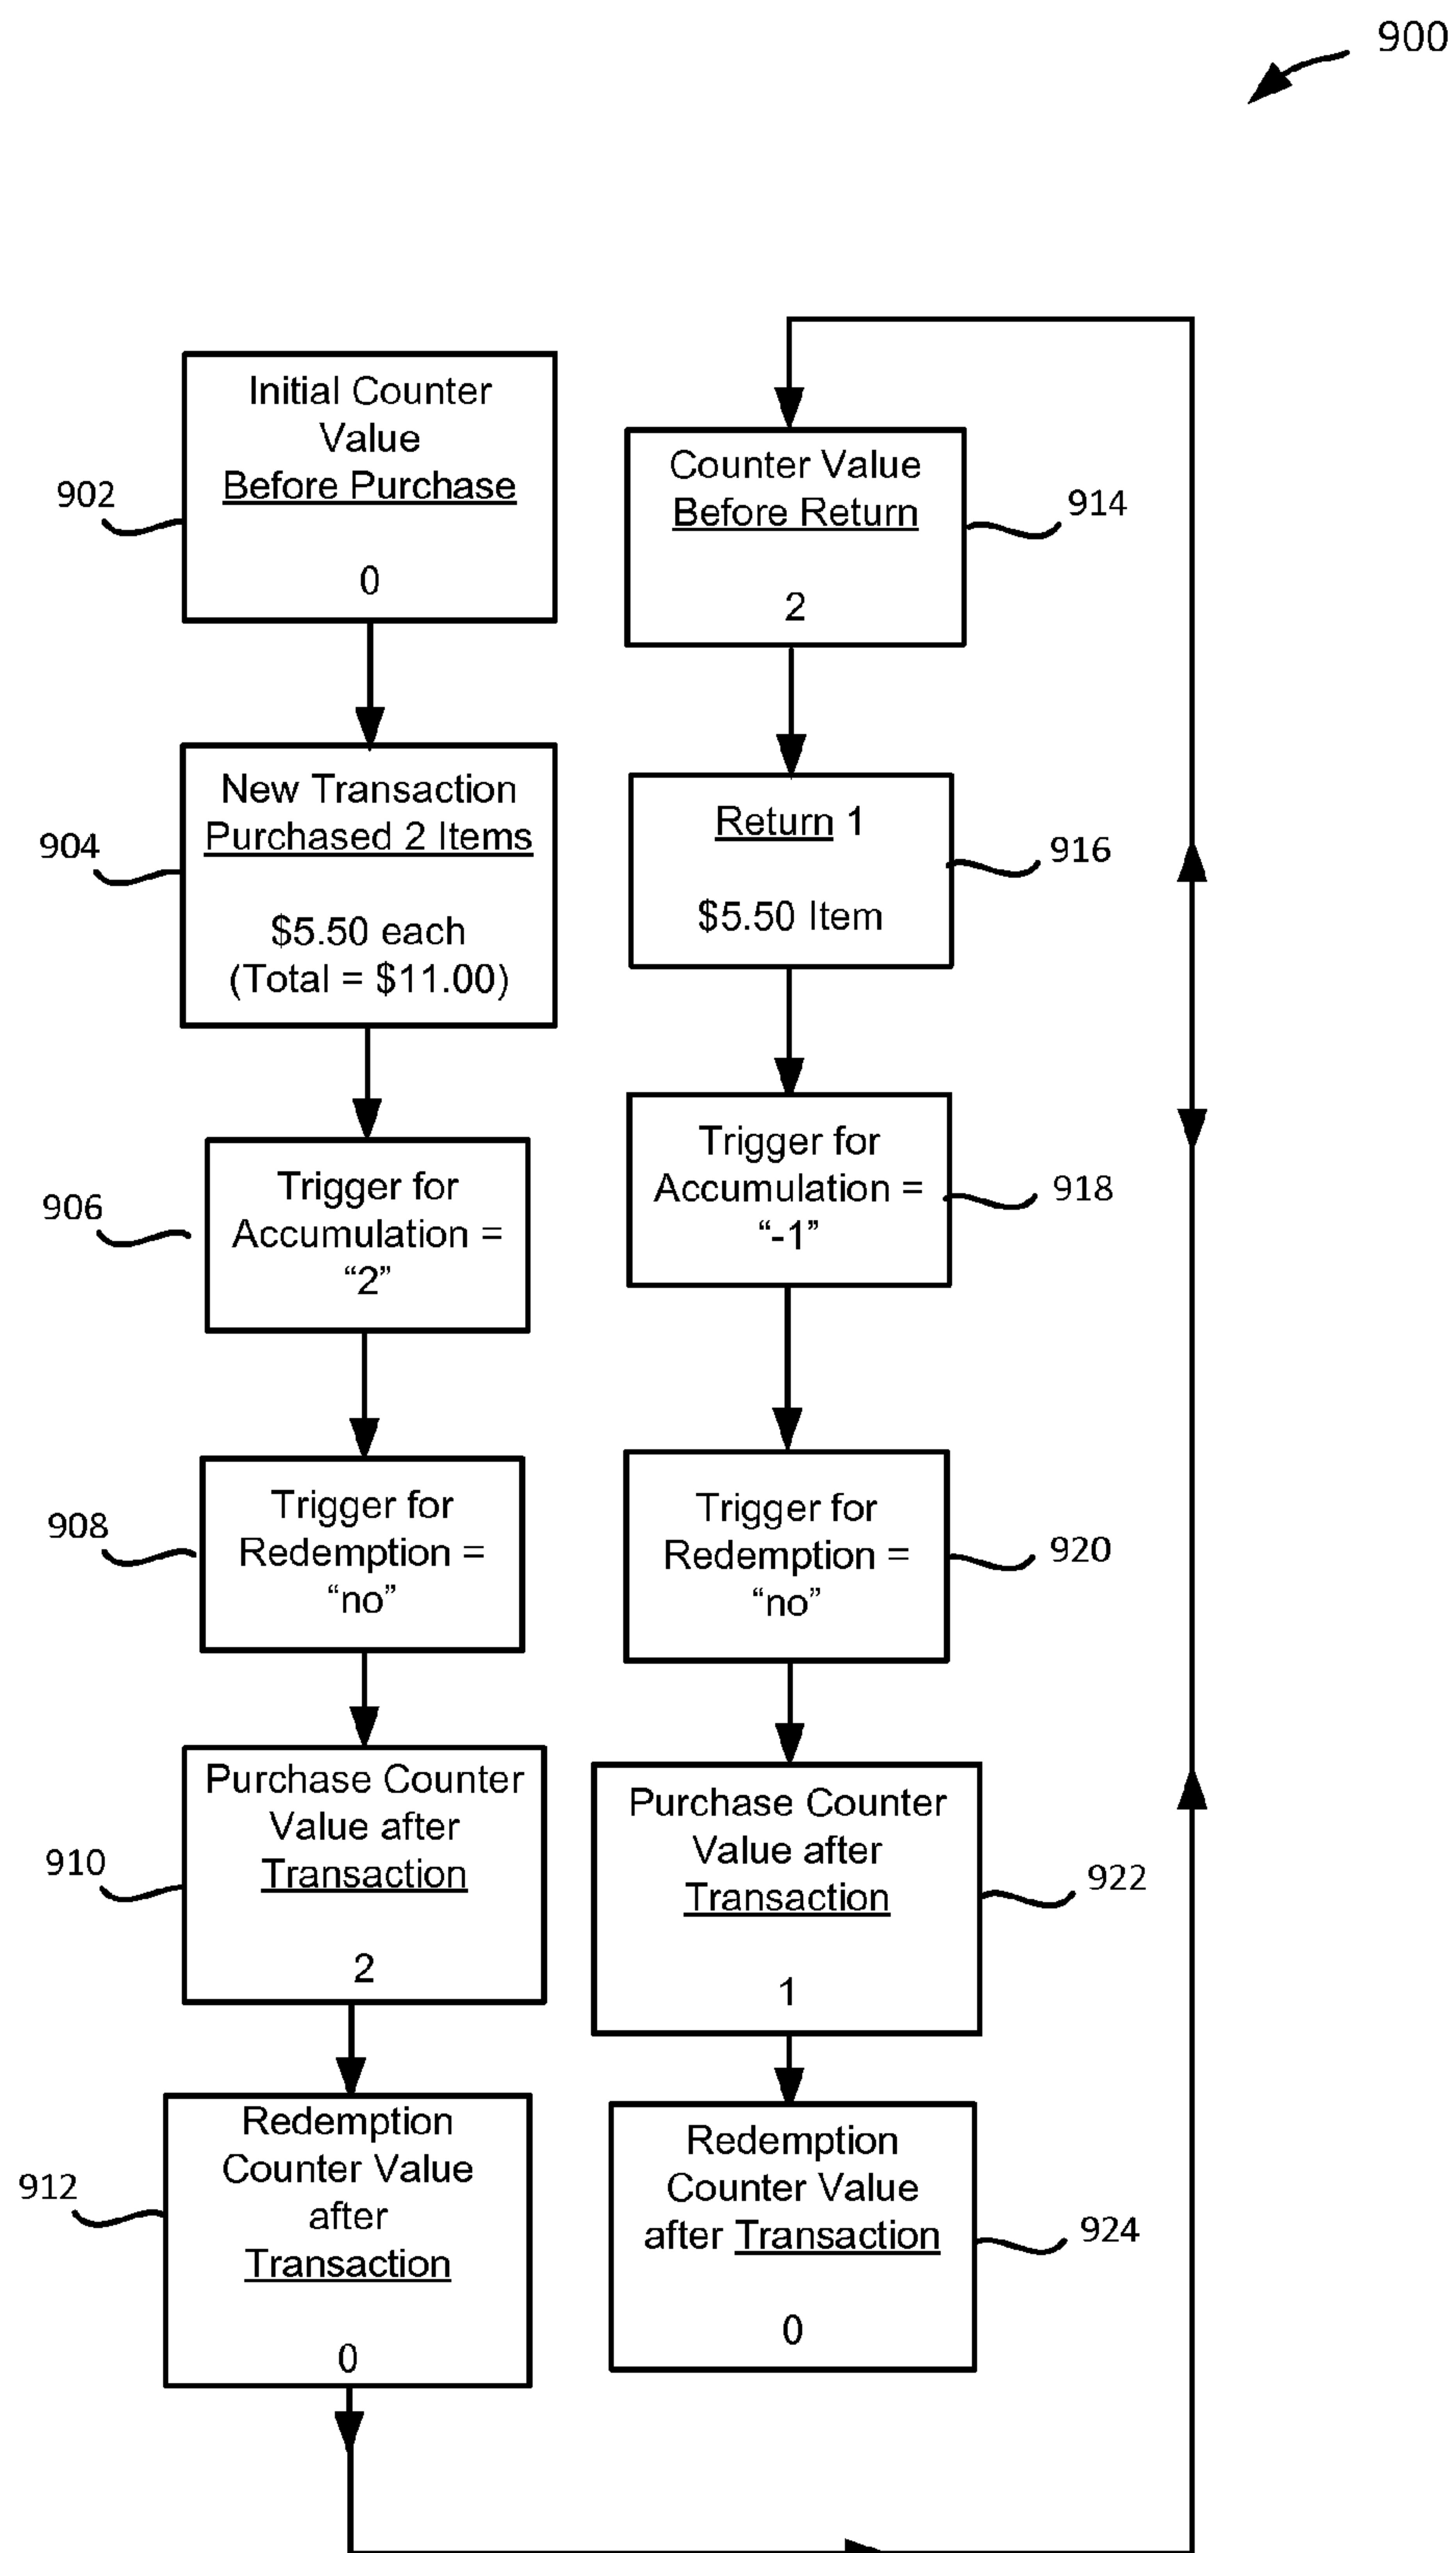 900
Initial Counter
Value
Before Purchase
0
902
New Transaction
Purchased 2 Items
$5.50 each
(Total = $11.00)
904
Trigger for
Accumulation =
“2”
906
Trigger for
Redemption =
“no”
908
Purchase Counter
Value after
Transaction
2
910
Redemption
Counter Value
after
Transaction
0
912
Counter Value
Before Return
2
914
Return 1
$5.50 Item
916
Trigger for
Accumulation =
“-1”
918
Trigger for
Redemption =
“no”
920
Purchase Counter
Value after
Transaction
1
922
Redemption
Counter Value
after Transaction
0
924